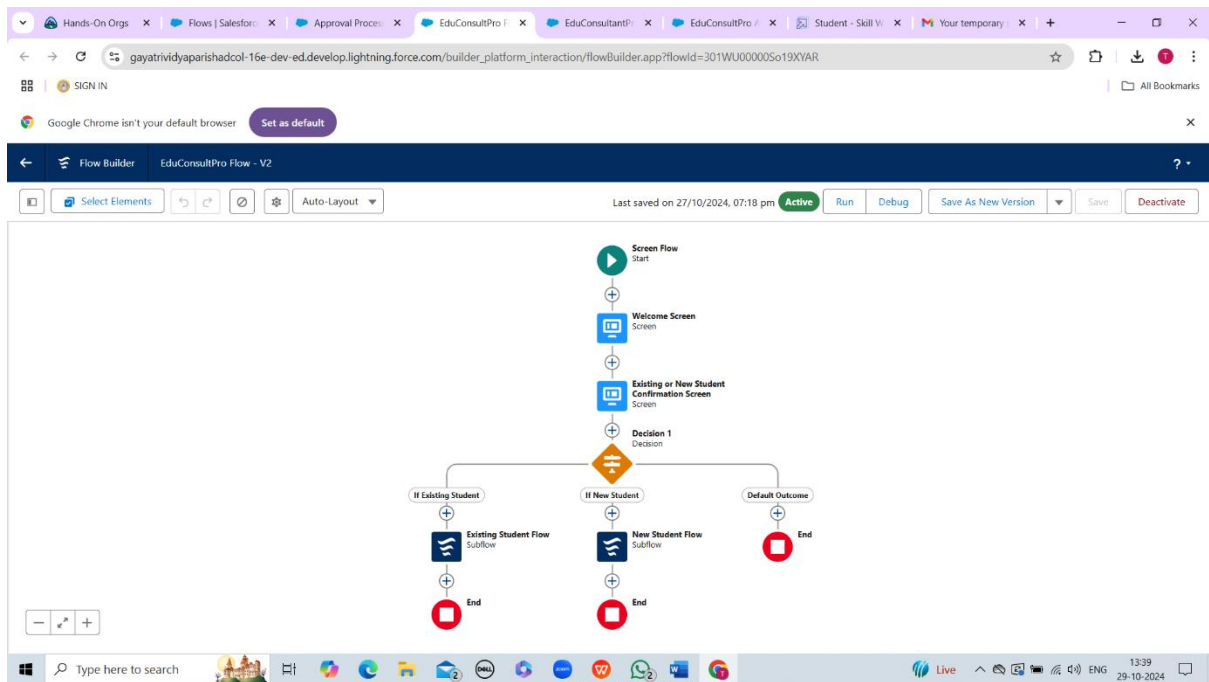 Hands-On Orgs
Flows | Salesforc
Approval Proces
EduConsultPro F
EduConsultantP
EduConsultPro A
Student - Skill W
Your temporary
gayatrividyaparishadcol-16e-dev-ed.develop.lightning.force.com/builder_platform_interaction/flowBuilder.app?flowId=301WU00000So19XYAR
T
SIGN IN
All Bookmarks
Google Chrome isn't your default browser
Set as default
Flow Builder
EduConsultPro Flow - V2
?
Select Elements
Auto-Layout
Last saved on 27/10/2024, 07:18 pm
Active
Run
Debug
Save As New Version
Save
Deactivate
Screen Flow
Start
Welcome Screen
Screen
Existing or New Student
Confirmation Screen
Screen
Decision 1
Decision
If Existing Student
If New Student
Default Outcome
Existing Student Flow
Subflow
New Student Flow
Subflow
End
End
End
Type here to search
DELL
zoom
2
2
Live
ENG
13:39
29-10-2024